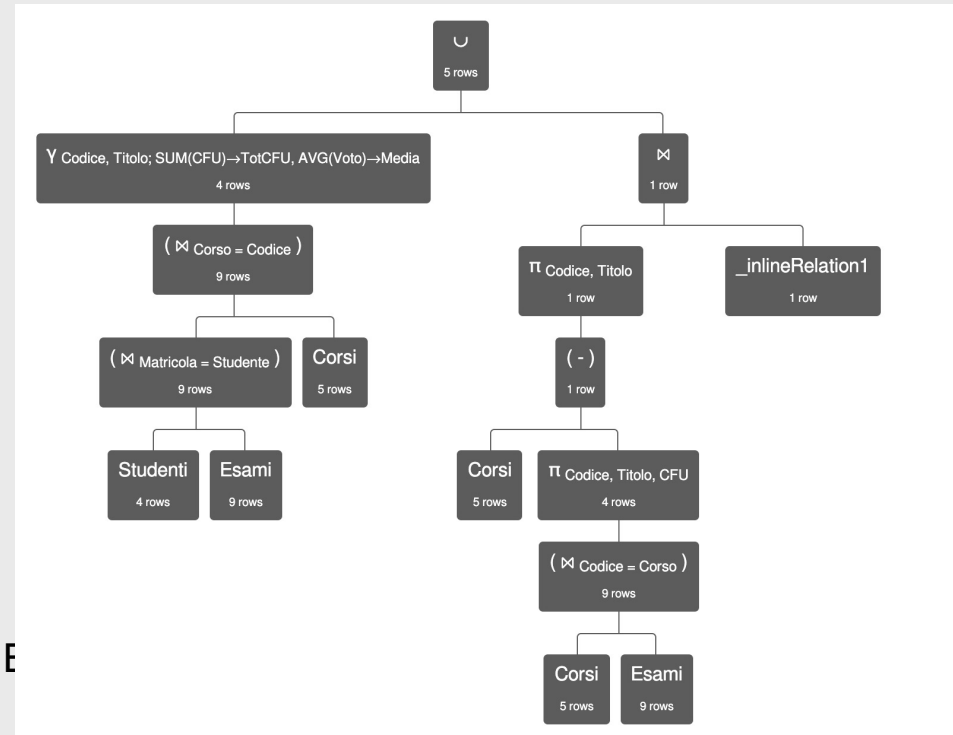 ∪
5 rows
γ Codice, Titolo; SUM(CFU)→TotCFU, AVG(Voto)→Media
4 rows
⋈
1 row
( ⋈ Corso = Codice )
9 rows
π Codice, Titolo
1 row
_inlineRelation1
1 row
( ⋈ Matricola = Studente )
9 rows
Corsi
5 rows
( - )
1 row
Studenti
4 rows
Esami
9 rows
Corsi
5 rows
π Codice, Titolo, CFU
4 rows
( ⋈ Codice = Corso )
9 rows
E
Corsi
5 rows
Esami
9 rows